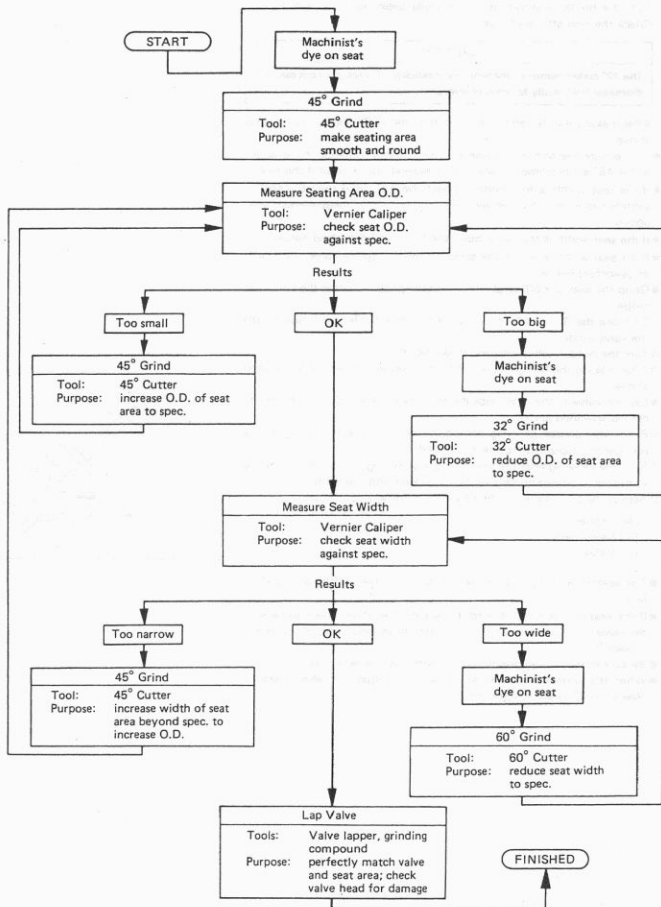 START
Machinist's
dye on seat
45° Grind
Tool: 45° Cutter
Purpose: make seating area
smooth and round
Measure Seating Area O.D.
Tool: Vernier Caliper
Purpose: check seat O.D.
against spec.
Results
Too small
OK
Too big
45° Grind
Tool: 45° Cutter
Purpose: increase O.D. of seat
area to spec.
Machinist's
dye on seat
32° Grind
Tool: 32° Cutter
Purpose: reduce O.D. of seat area
to spec.
Measure Seat Width
Tool: Vernier Caliper
Purpose: check seat width
against spec.
Results
Too narrow
OK
Too wide
45° Grind
Tool: 45° Cutter
Purpose: increase width of seat
area beyond spec. to
increase O.D.
Machinist's
dye on seat
60° Grind
Tool: 60° Cutter
Purpose: reduce seat width
to spec.
Lap Valve
Tools: Valve lapper, grinding
compound
Purpose: perfectly match valve
and seat area; check
valve head for damage
FINISHED